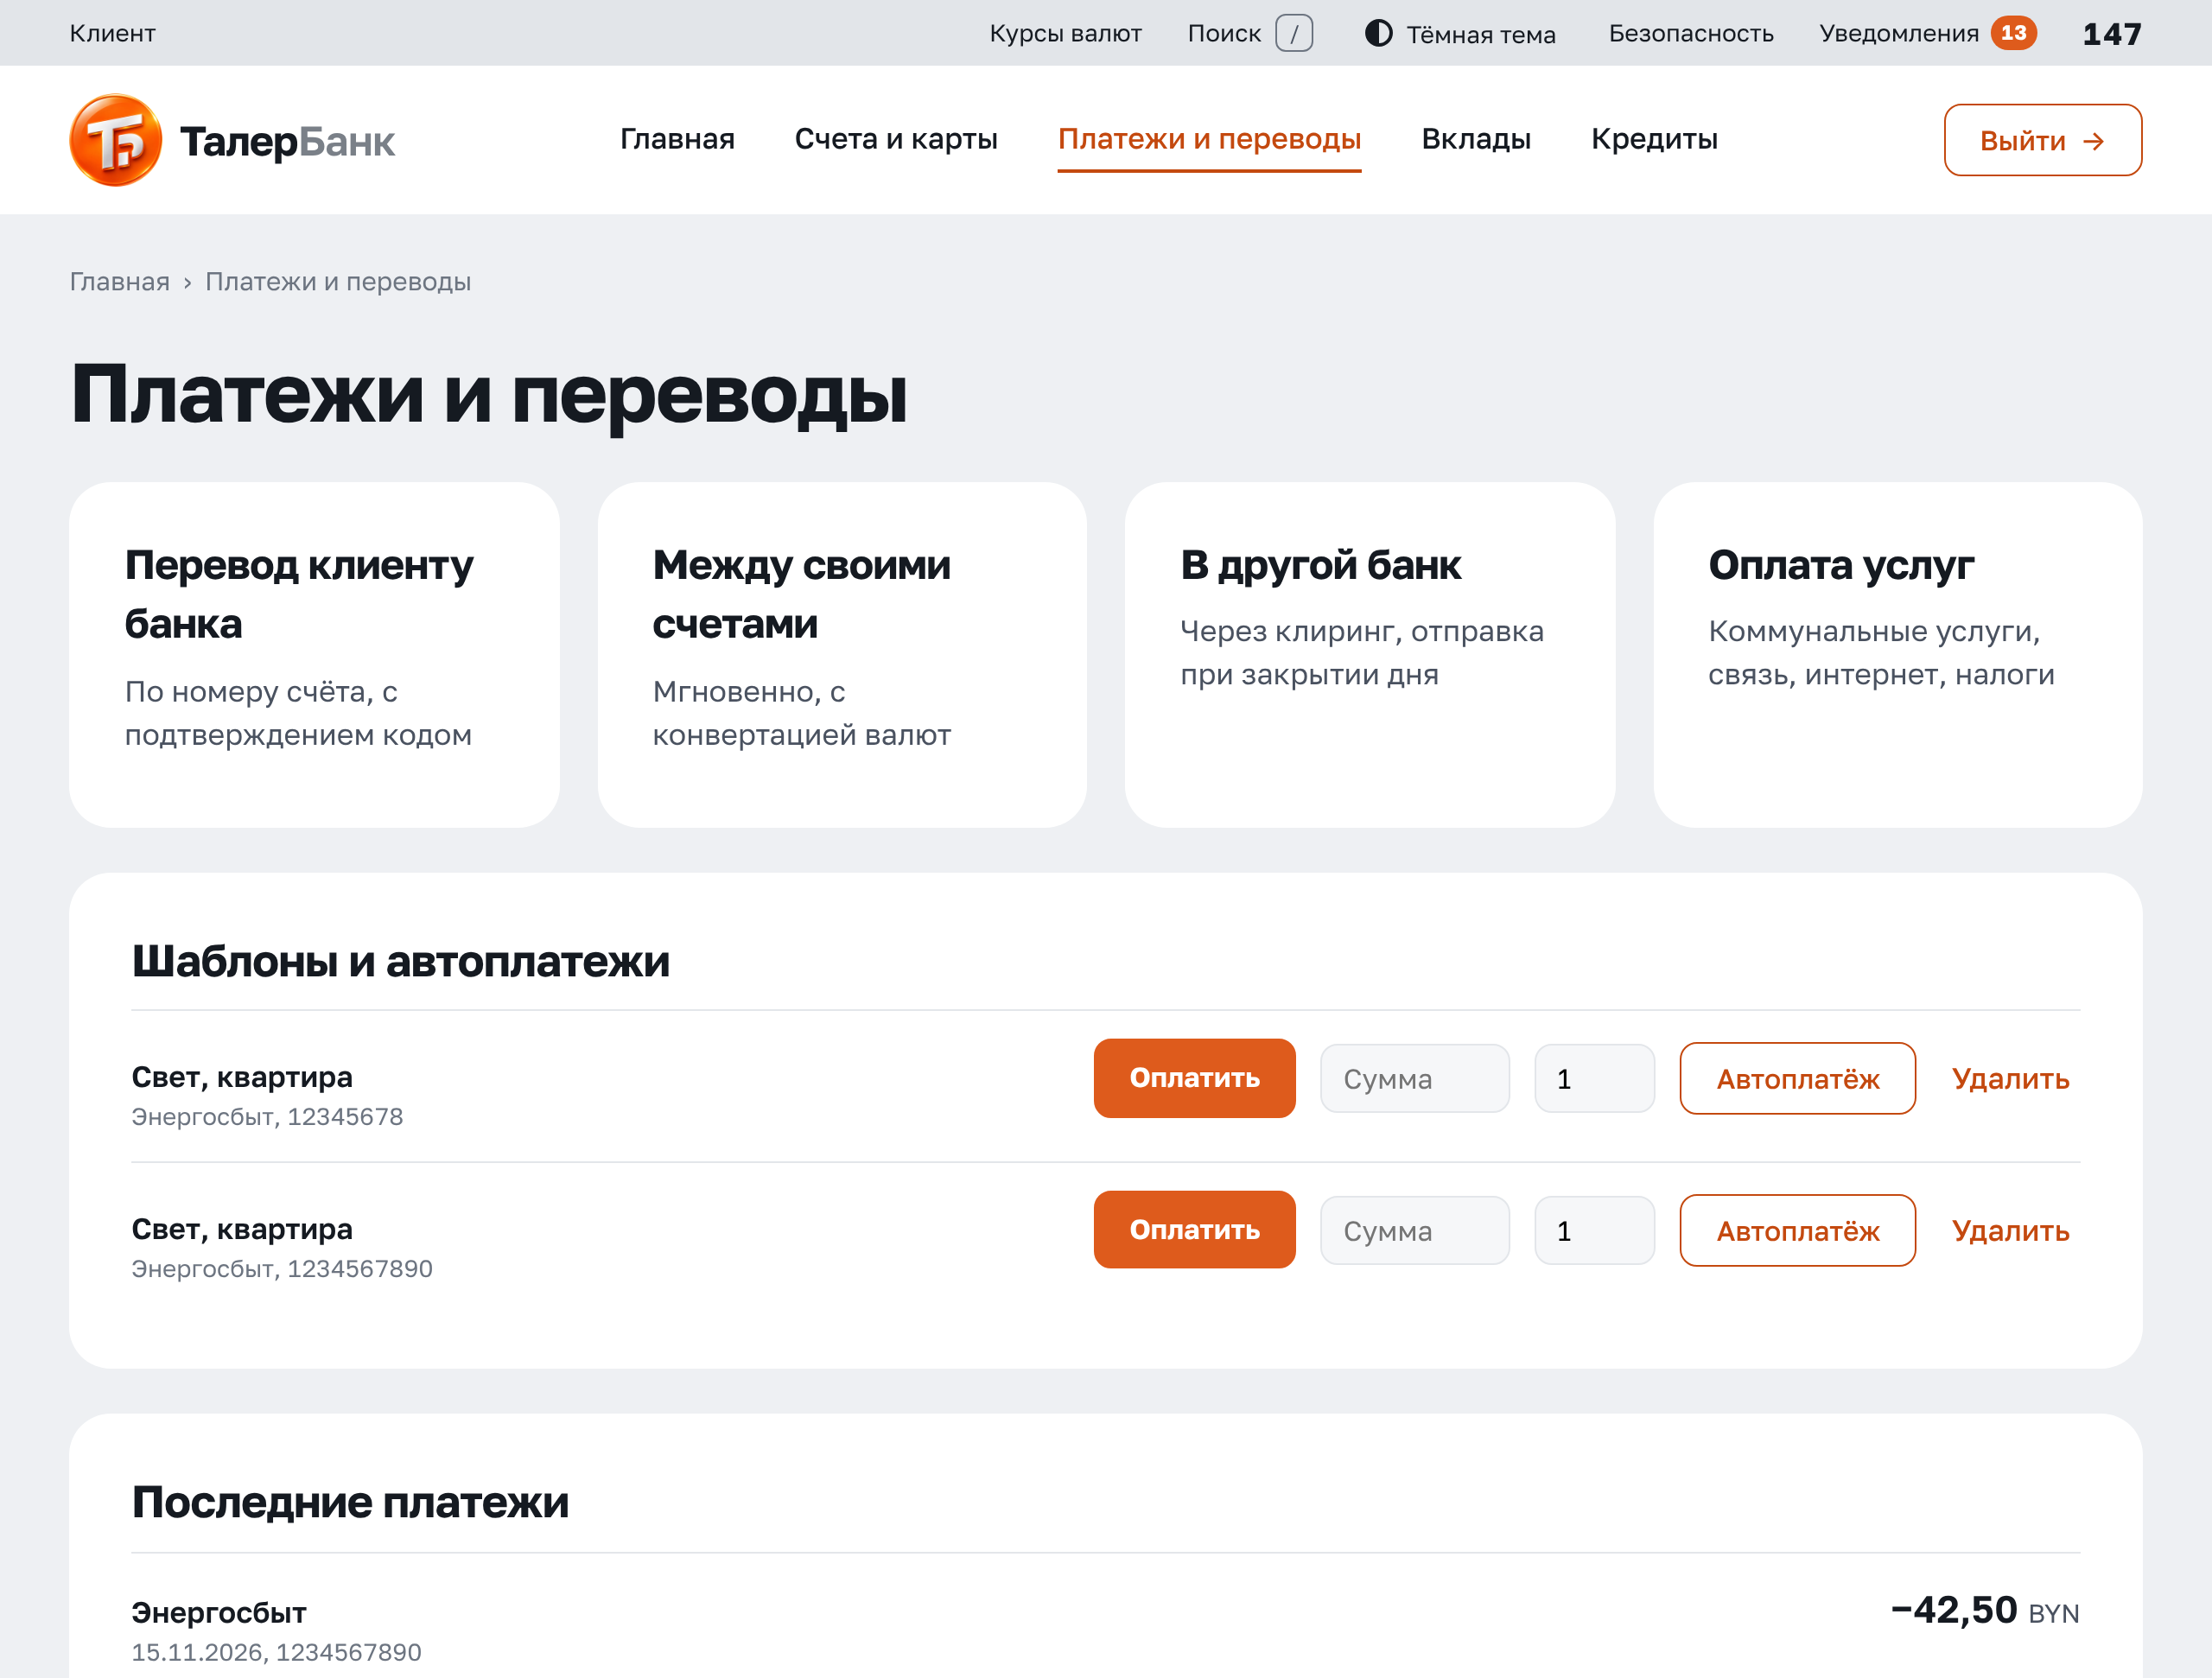 Клиент
Курсы валют Поиск / Тёмная тема Безопасность Уведомления 13 147
ТБ ТалерБанк Главная Счета и карты Платежи и переводы Вклады Кредиты Выйти →
Главная › Платежи и переводы
Платежи и переводы
Перевод клиенту
банка
По номеру счёта, с
подтверждением кодом
Между своими
счетами
Мгновенно, с
конвертацией валют
В другой банк
Через клиринг, отправка
при закрытии дня
Оплата услуг
Коммунальные услуги,
связь, интернет, налоги
Шаблоны и автоплатежи
Свет, квартира
Энергосбыт, 12345678
Оплатить Сумма 1 Автоплатёж Удалить
Свет, квартира
Энергосбыт, 1234567890
Оплатить Сумма 1 Автоплатёж Удалить
Последние платежи
Энергосбыт
15.11.2026, 1234567890
−42,50 BYN